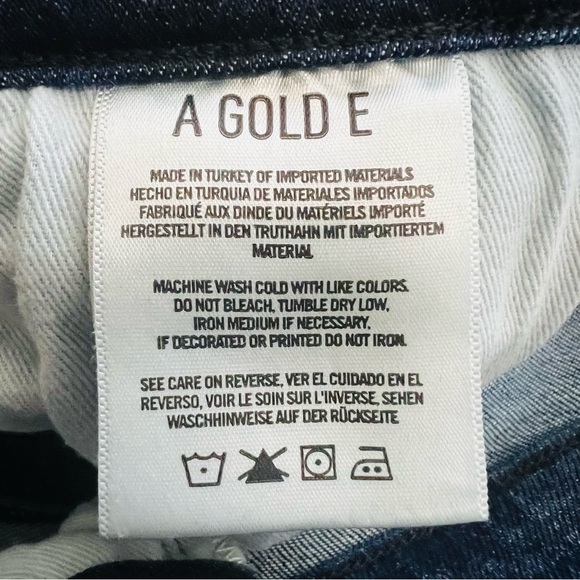 A GOLD E
MADE IN TURKEY OF IMPORTED MATERIALS
HECHO EN TURQUIA DE MATERIALES IMPORTADOS
FABRIQUÉ AUX DINDE DU MATÉRIELS IMPORTÉ
HERGESTELLT IN DEN TRUTHAHN MIT IMPORTIERTEM
MATERIAL
MACHINE WASH COLD WITH LIKE COLORS.
DO NOT BLEACH, TUMBLE DRY LOW,
IRON MEDIUM IF NECESSARY,
IF DECORATED OR PRINTED DO NOT IRON.
SEE CARE ON REVERSE, VER EL CUIDADO EN EL
REVERSO, VOIR LE SOIN SUR L'INVERSE, SEHEN
WASCHHINWEISE AUF DER RÜCKSEITE